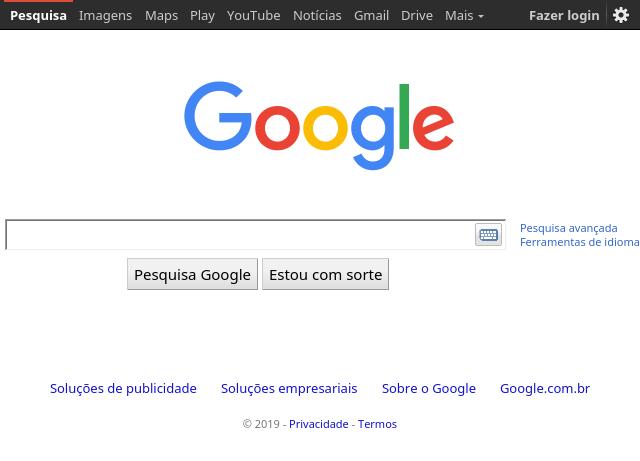 Pesquisa Imagens Maps Play YouTube Notícias Gmail Drive Mais Fazer login
Google
Pesquisa avançada
Ferramentas de idioma
Pesquisa Google Estou com sorte
Soluções de publicidade Soluções empresariais Sobre o Google Google.com.br
© 2019 - Privacidade - Termos